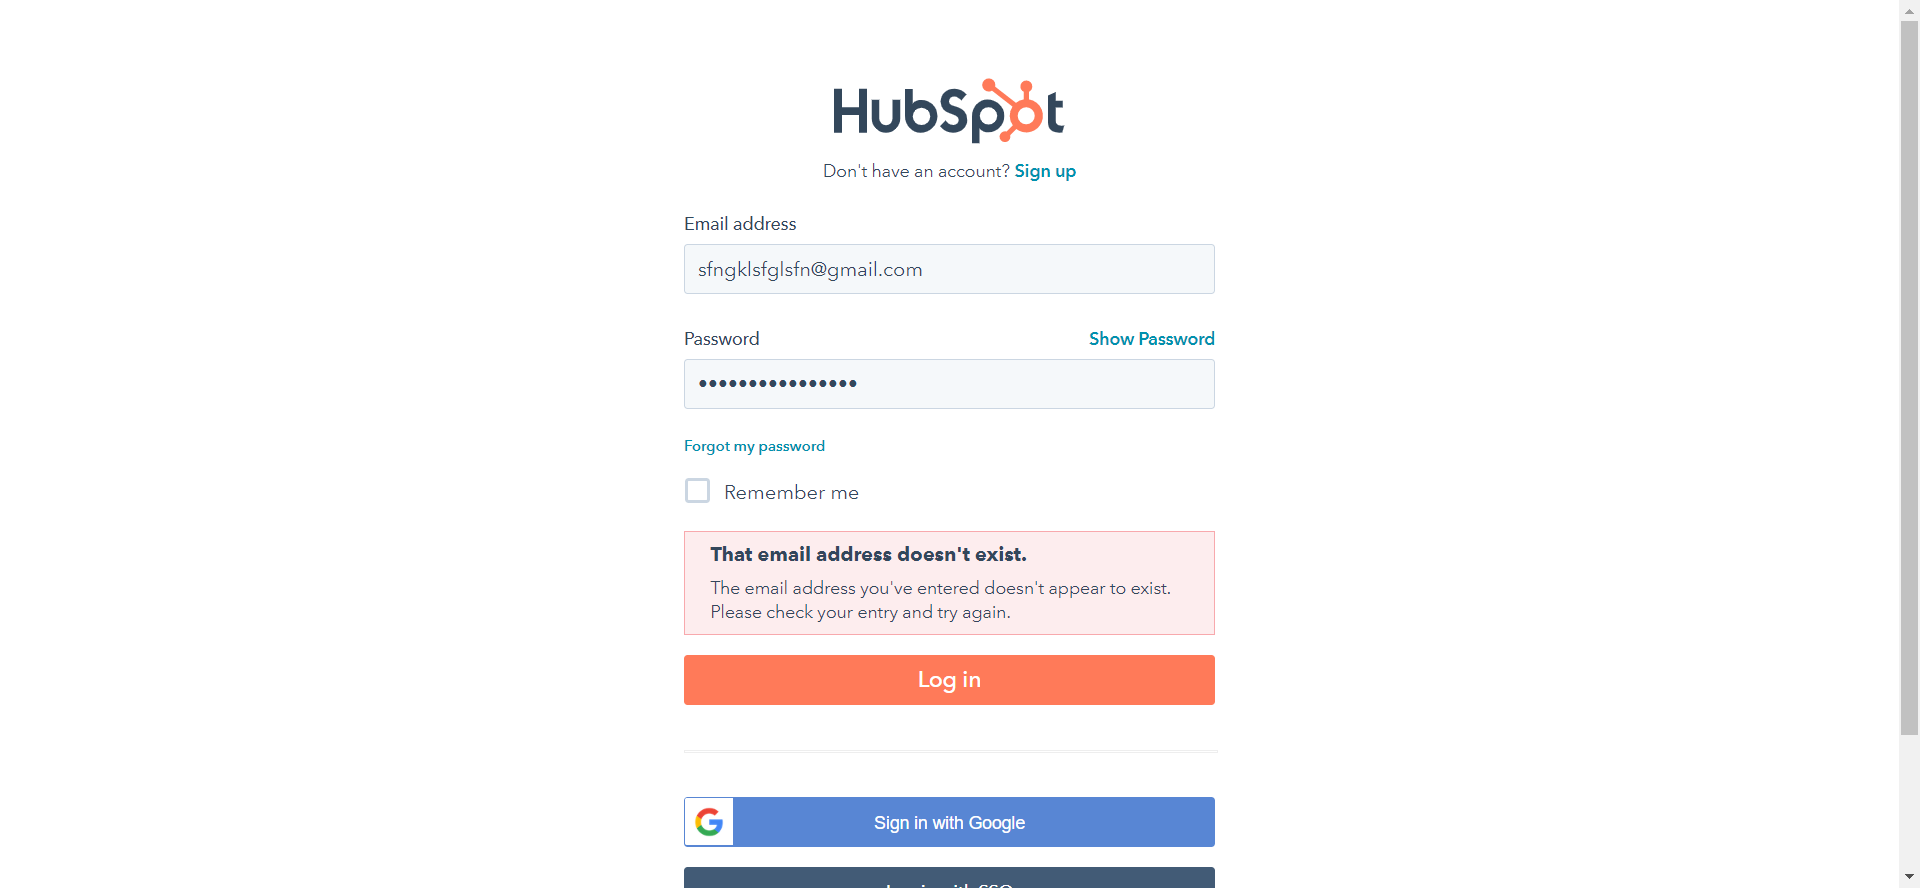 HubSpot
Don't have an account? Sign up
Email address
sfngklsfglsfn@gmail.com
Password
Show Password
Forgot my password
Remember me
That email address doesn't exist.
The email address you've entered doesn't appear to exist.
Please check your entry and try again.
Log in
Sign in with Google